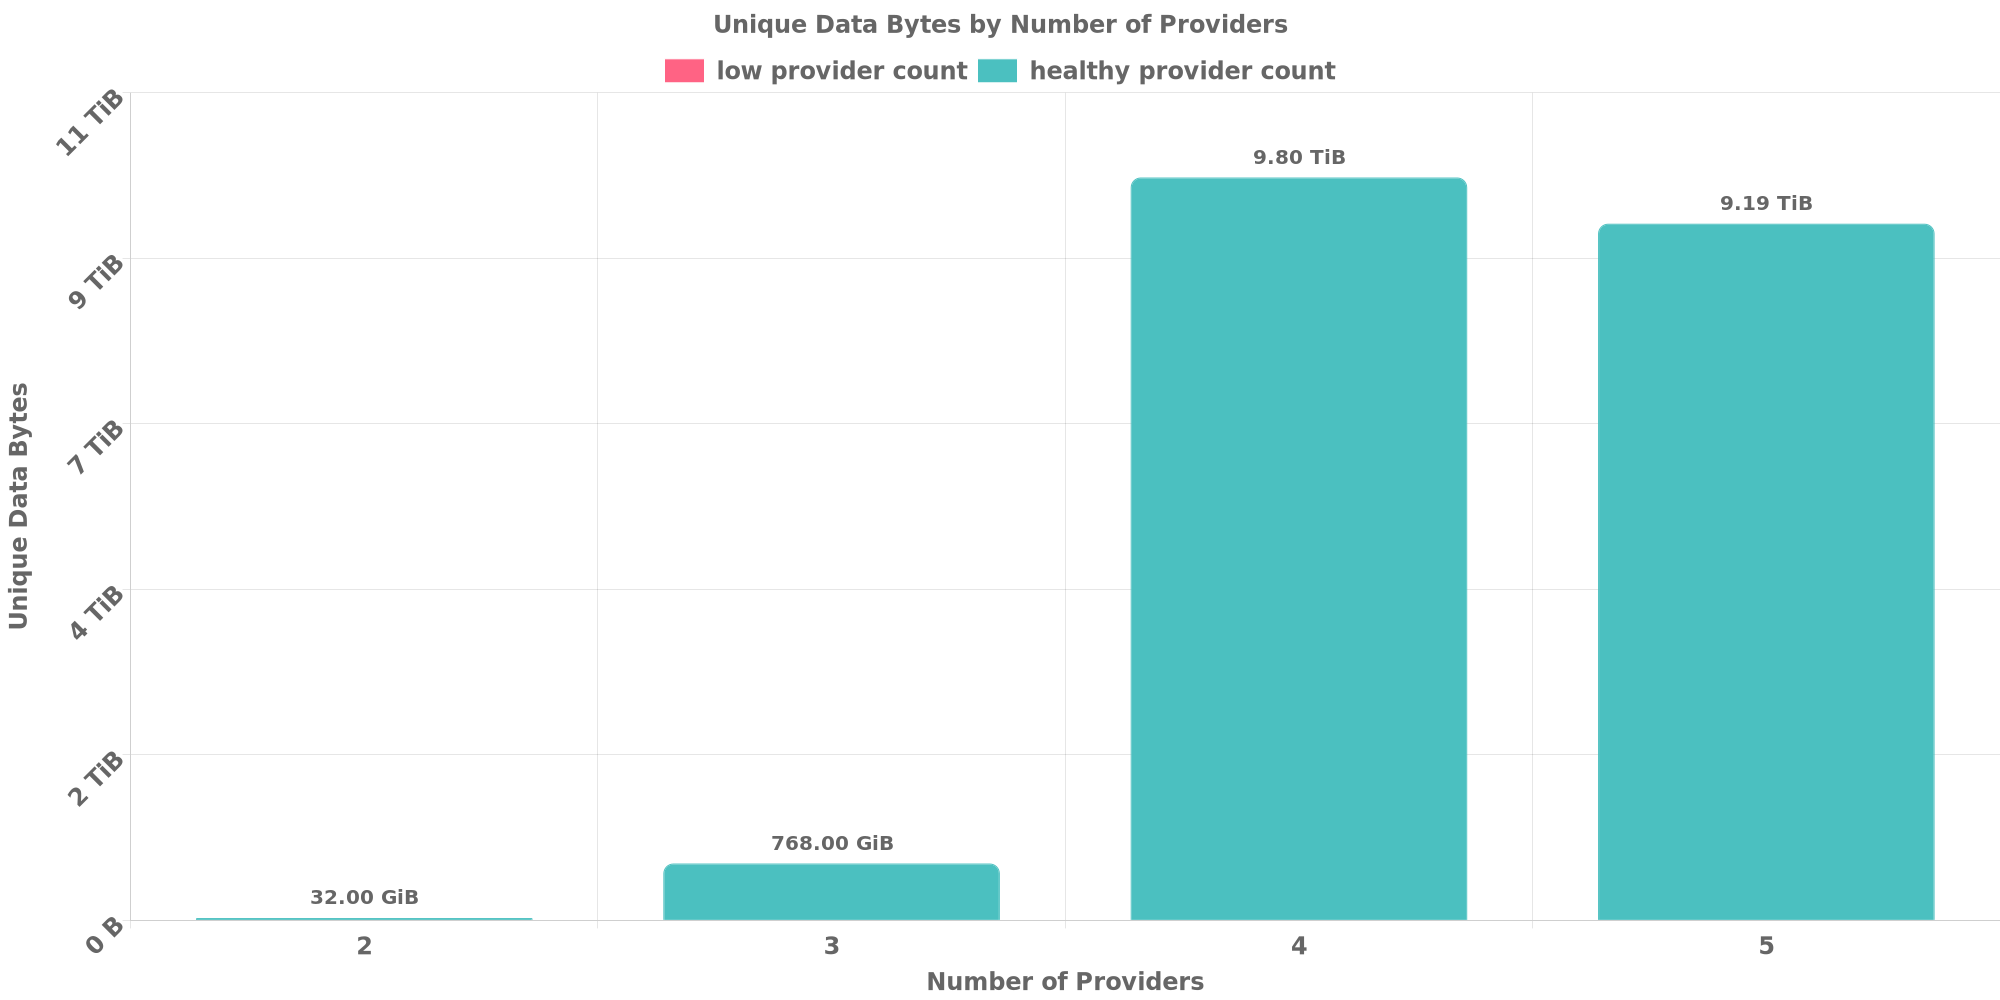 Unique Data Bytes by Number of Providers
low provider count
healthy provider count
11 TiB
9 TiB
7 TiB
4 TiB
2 TiB
0 B
Unique Data Bytes
32.00 GiB
768.00 GiB
9.80 TiB
9.19 TiB
2
3
4
5
Number of Providers